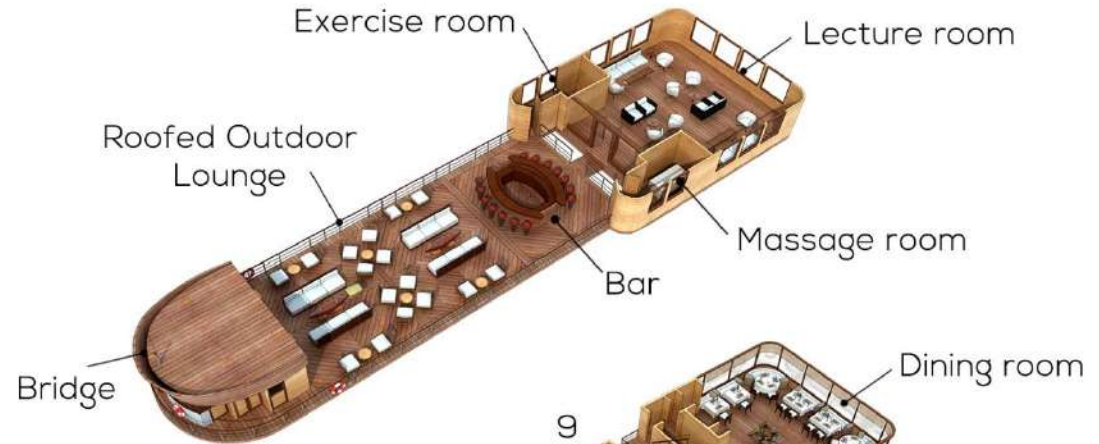 Exercise room
Lecture room
Roofed Outdoor
Lounge
Massage room
Bar
Bridge
Dining room
9